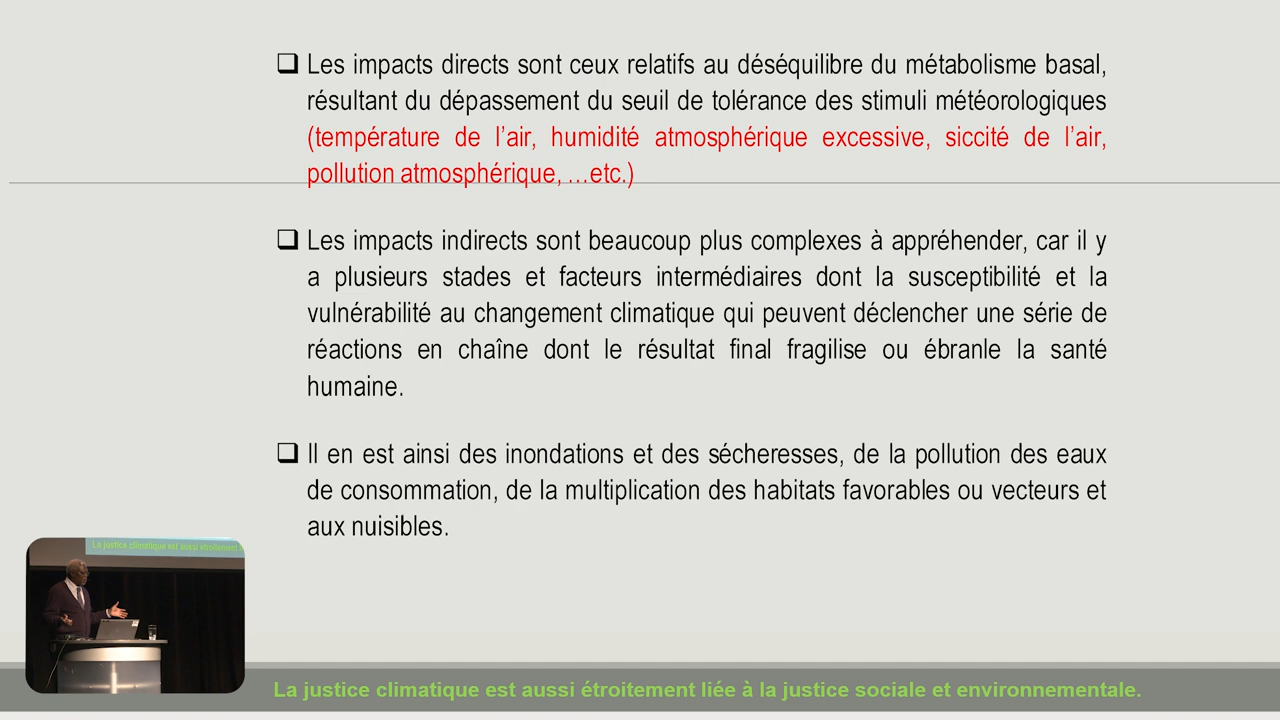 Les impacts directs sont ceux relatifs au déséquilibre du métabolisme basal,
résultant du dépassement du seuil de tolérance des stimuli météorologiques
(température de l’air, humidité atmosphérique excessive, siccité de l’air,
pollution atmosphérique, …etc.)
Les impacts indirects sont beaucoup plus complexes à appréhender, car il y
a plusieurs stades et facteurs intermédiaires dont la susceptibilité et la
vulnérabilité au changement climatique qui peuvent déclencher une série de
réactions en chaîne dont le résultat final fragilise ou ébranle la santé
humaine.
Il en est ainsi des inondations et des sécheresses, de la pollution des eaux
de consommation, de la multiplication des habitats favorables ou vecteurs et
aux nuisibles.
La justice climatique est aussi étroitement
La justice climatique est aussi étroitement liée à la justice sociale et environnementale.